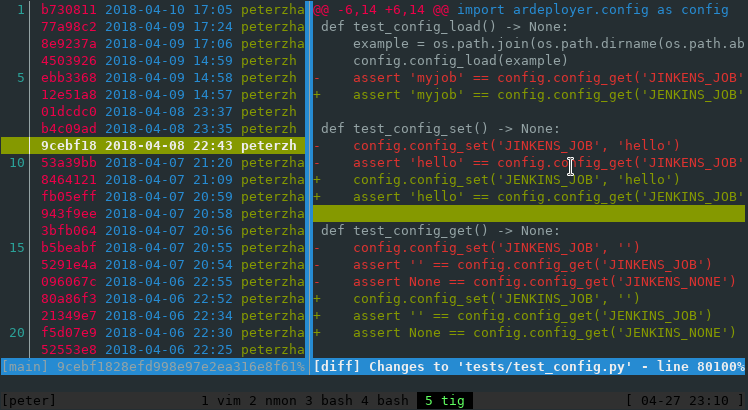 1 b730811 2018-04-10 17:05 peterzha
77a98c2 2018-04-09 17:24 peterzha
8e9237a 2018-04-09 17:06 peterzha
4503926 2018-04-09 14:59 peterzh
5 ebb3368 2018-04-09 14:58 peterzha
12e51a8 2018-04-09 14:57 peterzha
01dcdc0 2018-04-08 23:37 peterzh
b4c09ad 2018-04-08 23:35 peterzh
9cebf18 2018-04-08 22:43 peterzh
10 53a39bb 2018-04-07 21:20 peterzha
8464121 2018-04-07 21:09 peterzha
fb05eff 2018-04-07 20:59 peterzha
943f9ee 2018-04-07 20:58 peterzha
3bfb064 2018-04-07 20:56 peterzha
15 b5beabf 2018-04-07 20:55 peterzha
5291e4a 2018-04-07 20:54 peterzha
096067c 2018-04-06 22:55 peterzha
80a86f3 2018-04-06 22:52 peterzha
21349e7 2018-04-06 22:34 peterzha
20 f5d07e9 2018-04-06 22:30 peterzha
52553e8 2018-04-06 22:25 peterzha
[main] 9cebf1828efd998e97e2ea316e8f61%
@@ -6,14 +6,14 @@ import ardeployer.config as config
def test_config_load() -> None:
example = os.path.join(os.path.dirname(os.path.ab
config.config_load(example)
- assert 'myjob' == config.config_get('JINKENS_JOB'
+ assert 'myjob' == config.config_get('JENKINS_JOB'
def test_config_set() -> None:
- config.config_set('JINKENS_JOB', 'hello')
- assert 'hello' == config.config_get('JINKENS_JOB'
+ config.config_set('JENKINS_JOB', 'hello')
+ assert 'hello' == config.config_get('JENKINS_JOB'
def test_config_get() -> None:
- config.config_set('JINKENS_JOB', '')
- assert '' == config.config_get('JINKENS_JOB')
- assert None == config.config_get('JINKENS_NONE')
+ config.config_set('JENKINS_JOB', '')
+ assert '' == config.config_get('JENKINS_JOB')
+ assert None == config.config_get('JENKINS_NONE')
[diff] Changes to 'tests/test_config.py' - line 80100%
[peter] 1 vim 2 nmon 3 bash 4 bash 5 tig [ 04-27 23:10 ]